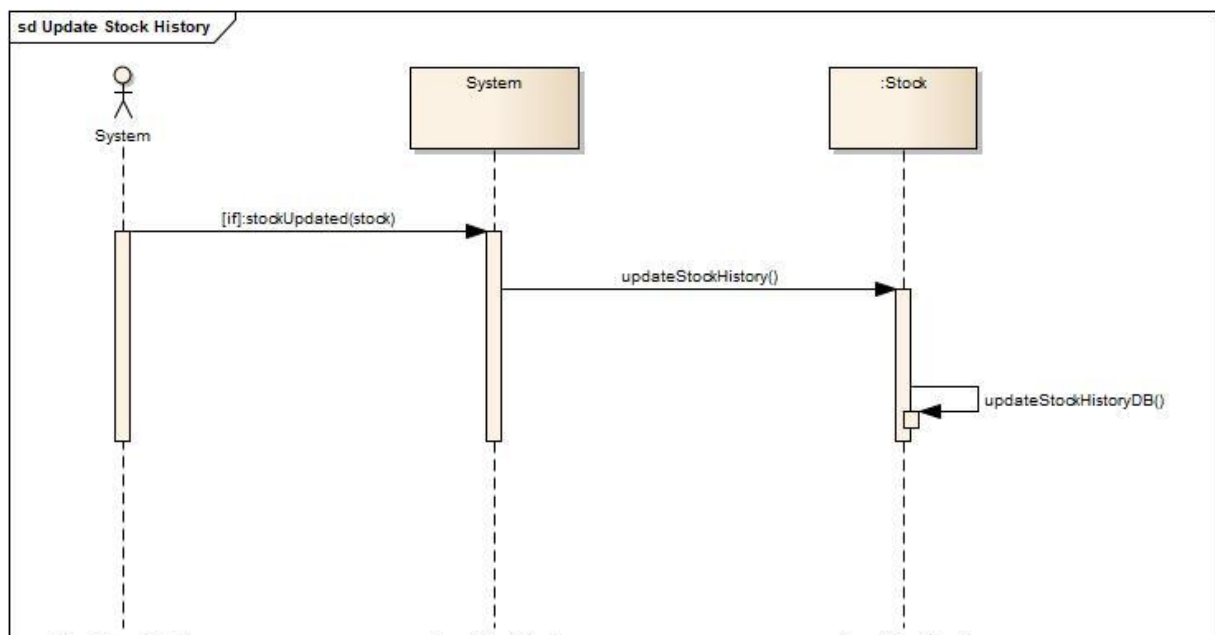 sd Update Stock History
System
System
:Stock
[if]:stockUpdated(stock)
updateStockHistory()
updateStockHistoryDB()